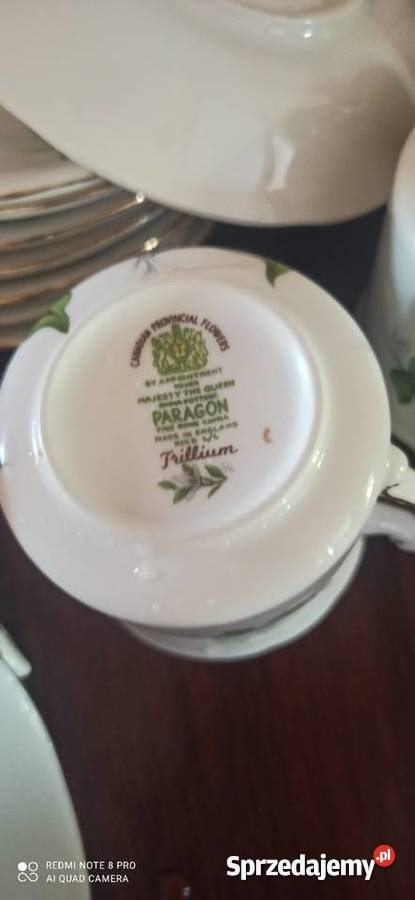 CANADIAN PROVINCIAL FLOWERS
BY APPOINTMENT
TO HER
MAJESTY THE QUEEN
CHINA POTTERS
PARAGON
FINE BONE CHINA
MADE IN ENGLAND
REG'D
Trillium
REDMI NOTE 8 PRO
AI QUAD CAMERA
Sprzedajemy.pl